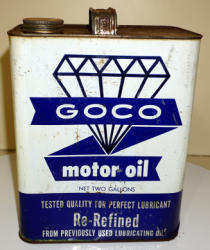 GOCO
motor oil
NET TWO GALLONS
TESTED QUALITY FOR PERFECT LUBRICANT
Re-Refined
FROM PREVIOUSLY USED LUBRICATING OIL